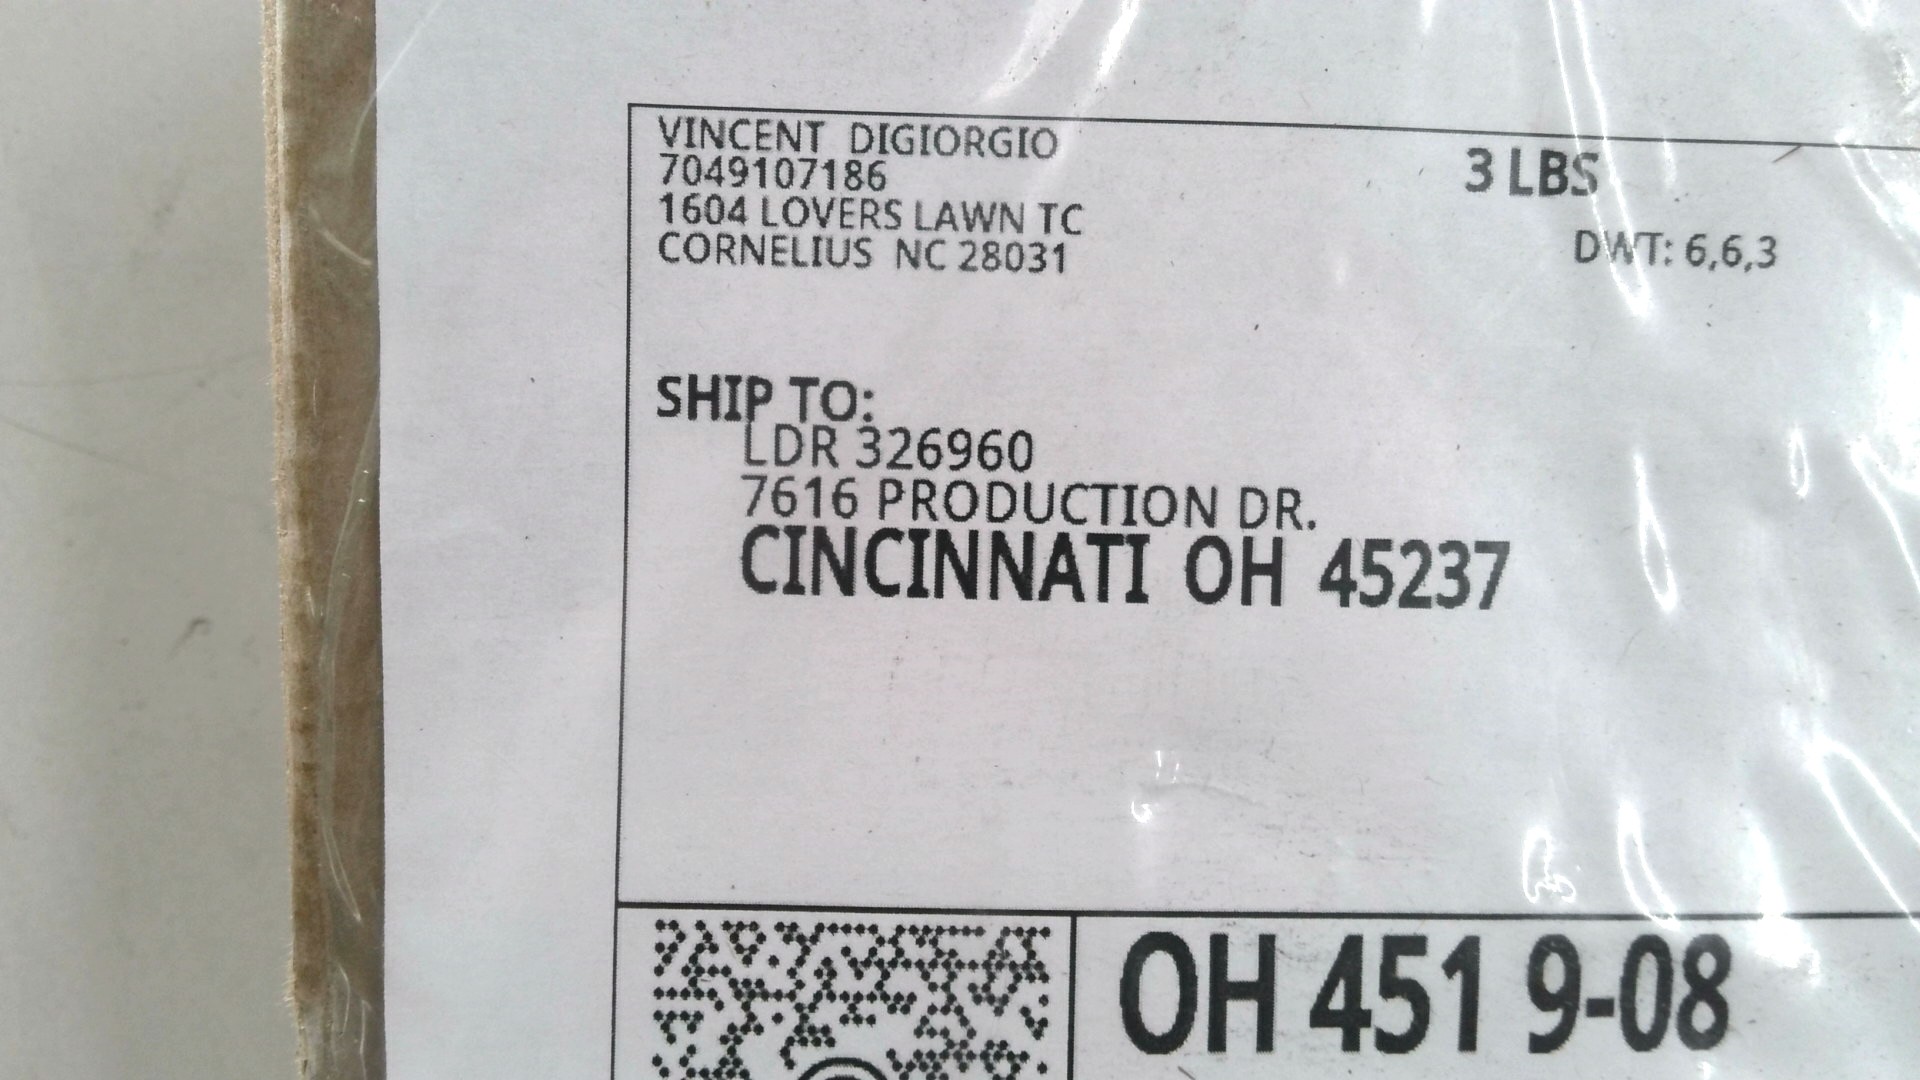 VINCENT DIGIORGIO
7049107186
1604 LOVERS LAWN TC
CORNELIUS NC 28031
3 LBS
DWT: 6,6,3
SHIP TO:
LDR 326960
7616 PRODUCTION DR.
CINCINNATI OH 45237
OH 451 9-08